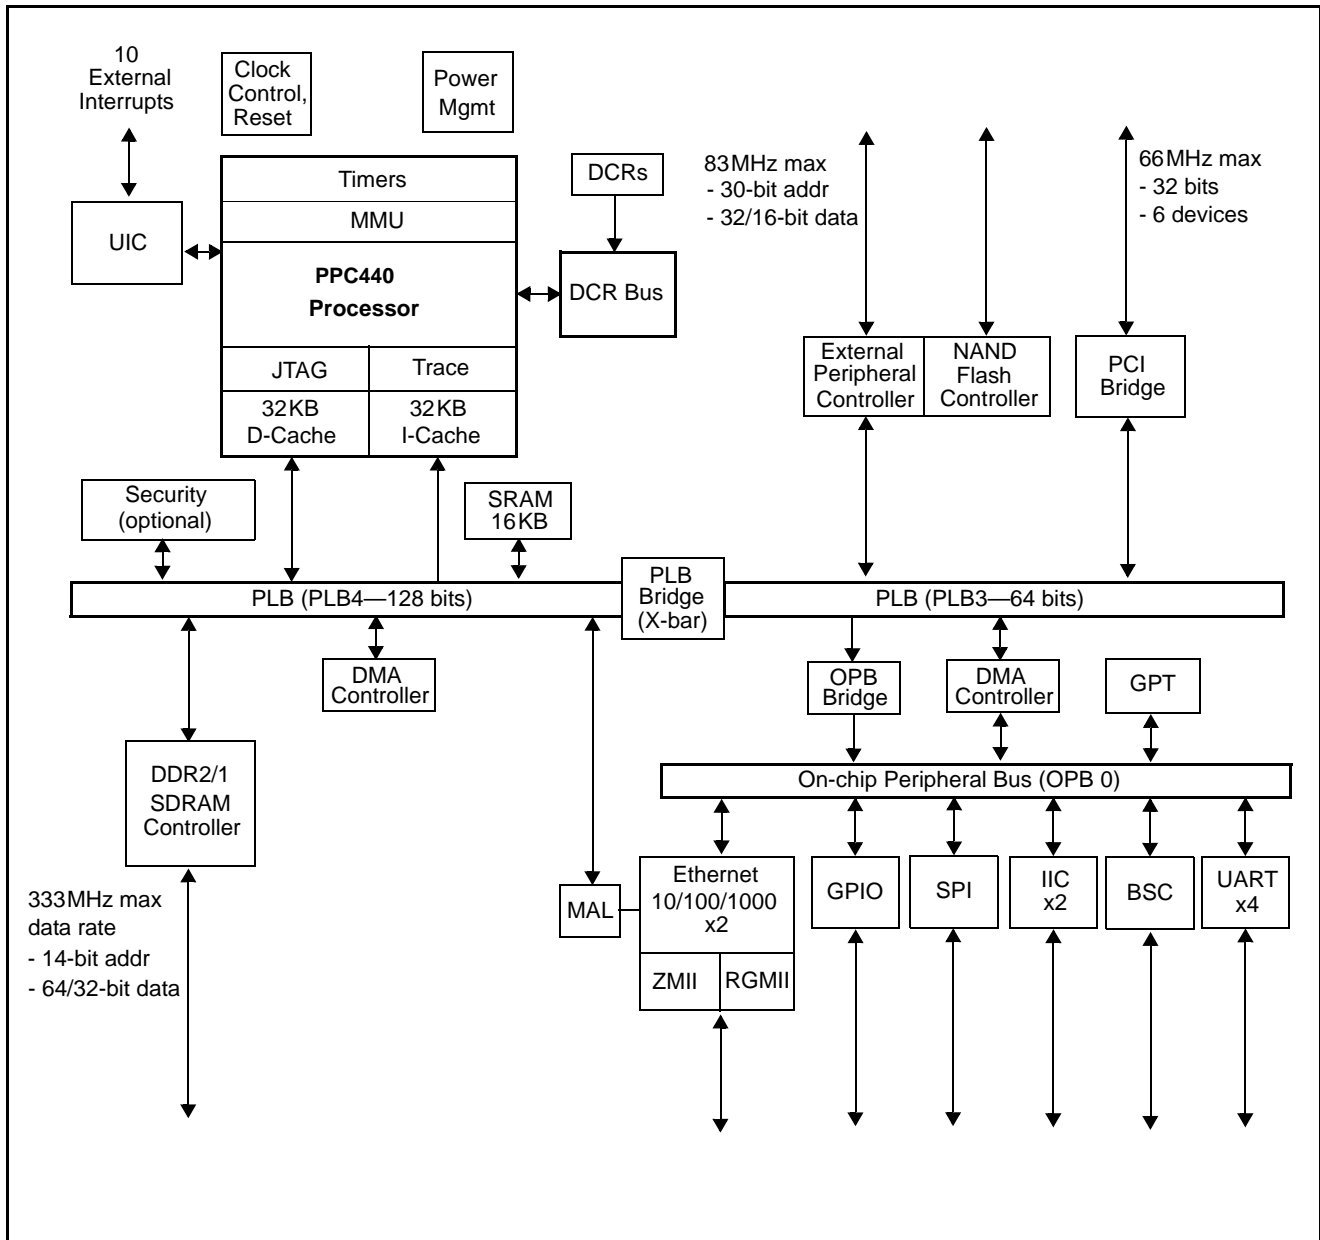 10
External
Interrupts
Clock
Control,
Reset
Power
Mgmt
Timers
MMU
PPC440
Processor
JTAG
Trace
32KB
D-Cache
32KB
I-Cache
UIC
DCRs
DCR Bus
83MHz max
- 30-bit addr
- 32/16-bit data
66MHz max
- 32 bits
- 6 devices
External
Peripheral
Controller
NAND
Flash
Controller
PCI
Bridge
Security
(optional)
SRAM
16KB
PLB (PLB4—128 bits)
PLB
Bridge
(X-bar)
PLB (PLB3—64 bits)
DMA
Controller
OPB
Bridge
DMA
Controller
GPT
DDR2/1
SDRAM
Controller
On-chip Peripheral Bus (OPB 0)
333MHz max
data rate
- 14-bit addr
- 64/32-bit data
MAL
Ethernet
10/100/1000
x2
ZMII
RGMII
GPIO
SPI
IIC
x2
BSC
UART
x4